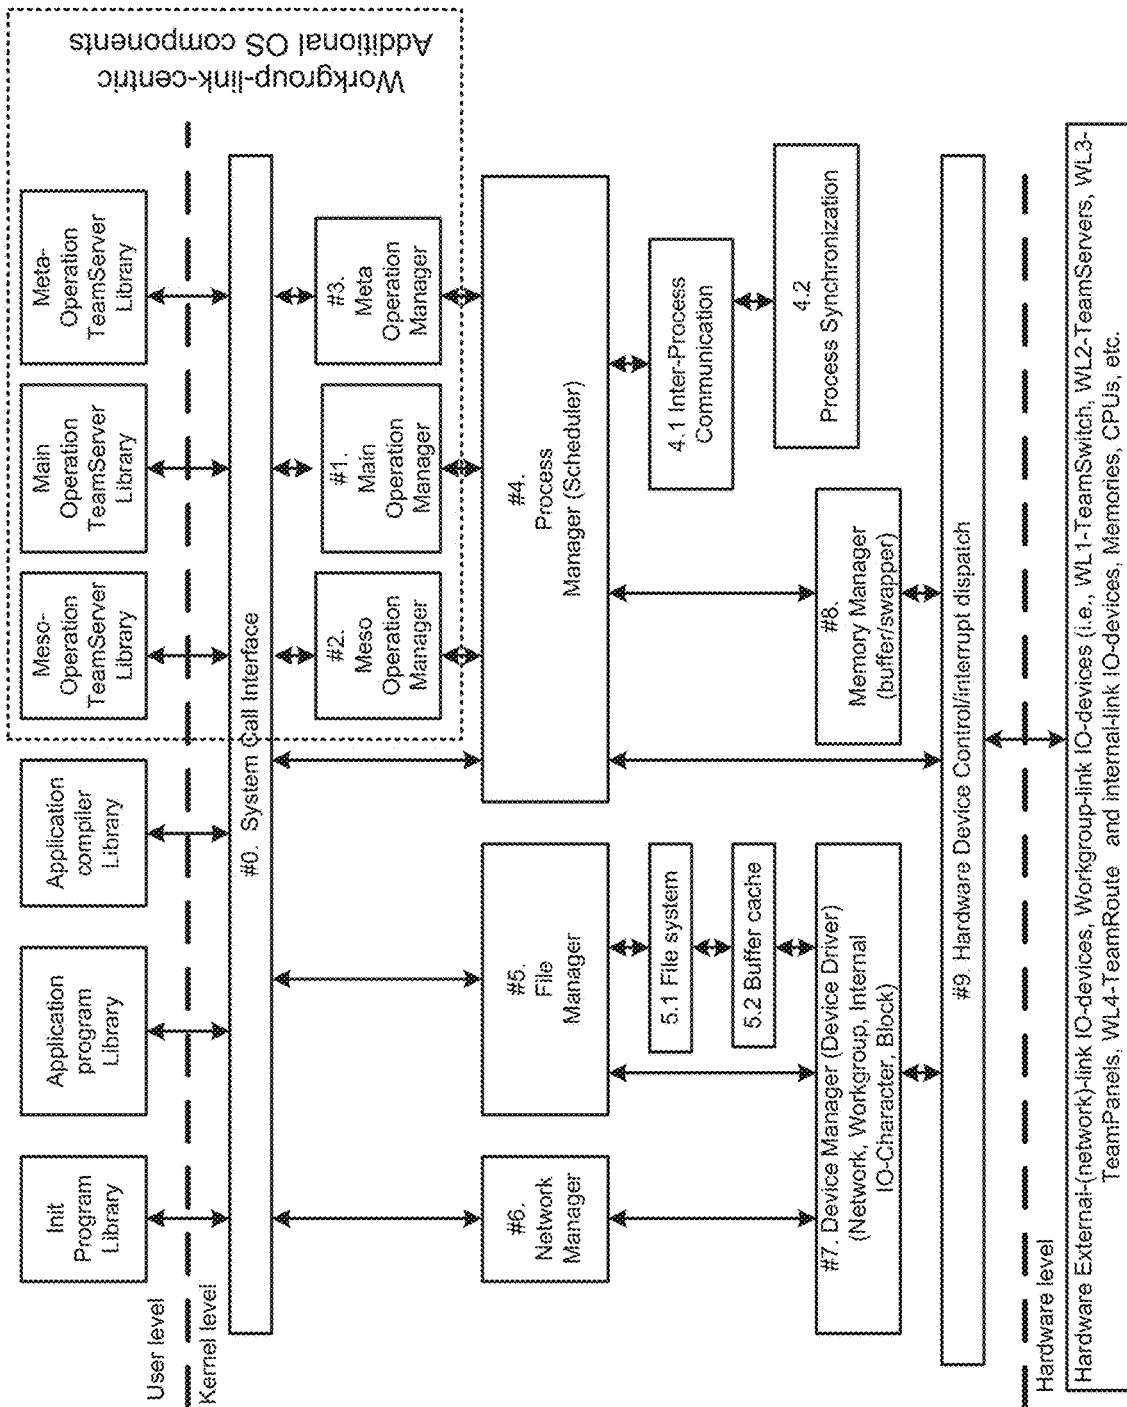 User level
Kernel level
Init
Program
Library
Application
program
Library
Application
compiler
Library
Meso-
Operation
TeamServer
Library
Main
Operation
TeamServer
Library
Meta-
Operation
TeamServer
Library
Workgroup-link-centric
Additional OS components
#0. System Call Interface
#2.
Meso
Operation
Manager
#1.
Main
Operation
Manager
#3.
Meta
Operation
Manager
#6.
Network
Manager
#5.
File
Manager
#4.
Process
Manager (Scheduler)
5.1 File system
5.2 Buffer cache
4.1 Inter-Process
Communication
4.2
Process Synchronization
#7. Device Manager (Device Driver)
(Network, Workgroup, Internal
IO-Character, Block)
#8.
Memory Manager
(buffer/swapper)
#9. Hardware Device Control/interrupt dispatch
Hardware level
Hardware External-(network)-link IO-devices, Workgroup-link IO-devices (i.e., WL1-TeamSwitch, WL2-TeamServers, WL3-
TeamPanels, WL4-TeamRoute and internal-link IO-devices, Memories, CPUs, etc.